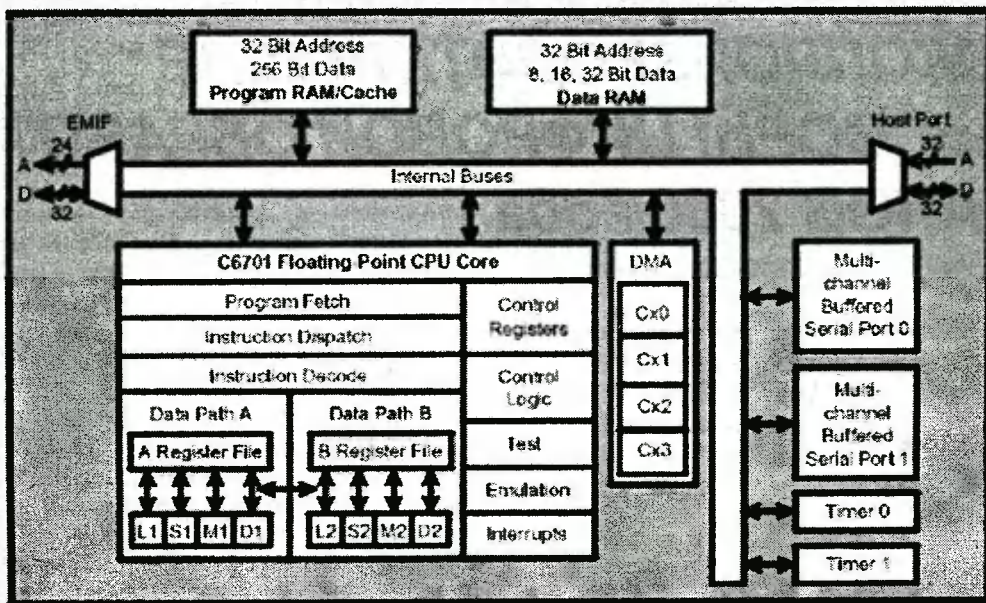 32 Bit Address
256 Bit Data
Program RAM/Cache
32 Bit Address
8, 16, 32 Bit Data
Data RAM
EMIF
24
A
D
32
Internal Buses
Host Port
32
A
D
32
C6701 Floating-Point CPU Core
Program Fetch
Instruction Dispatch
Instruction Decode
Data Path A
A Register File
L1 S1 M1 D1
Data Path B
B Register File
L2 S2 M2 D2
Control
Registers
Control
Logic
Test
Emulation
Interrupts
DMA
Cx0
Cx1
Cx2
Cx3
Multi-
channel
Buffered
Serial Port 0
Multi-
channel
Buffered
Serial Port 1
Timer 0
Timer 1